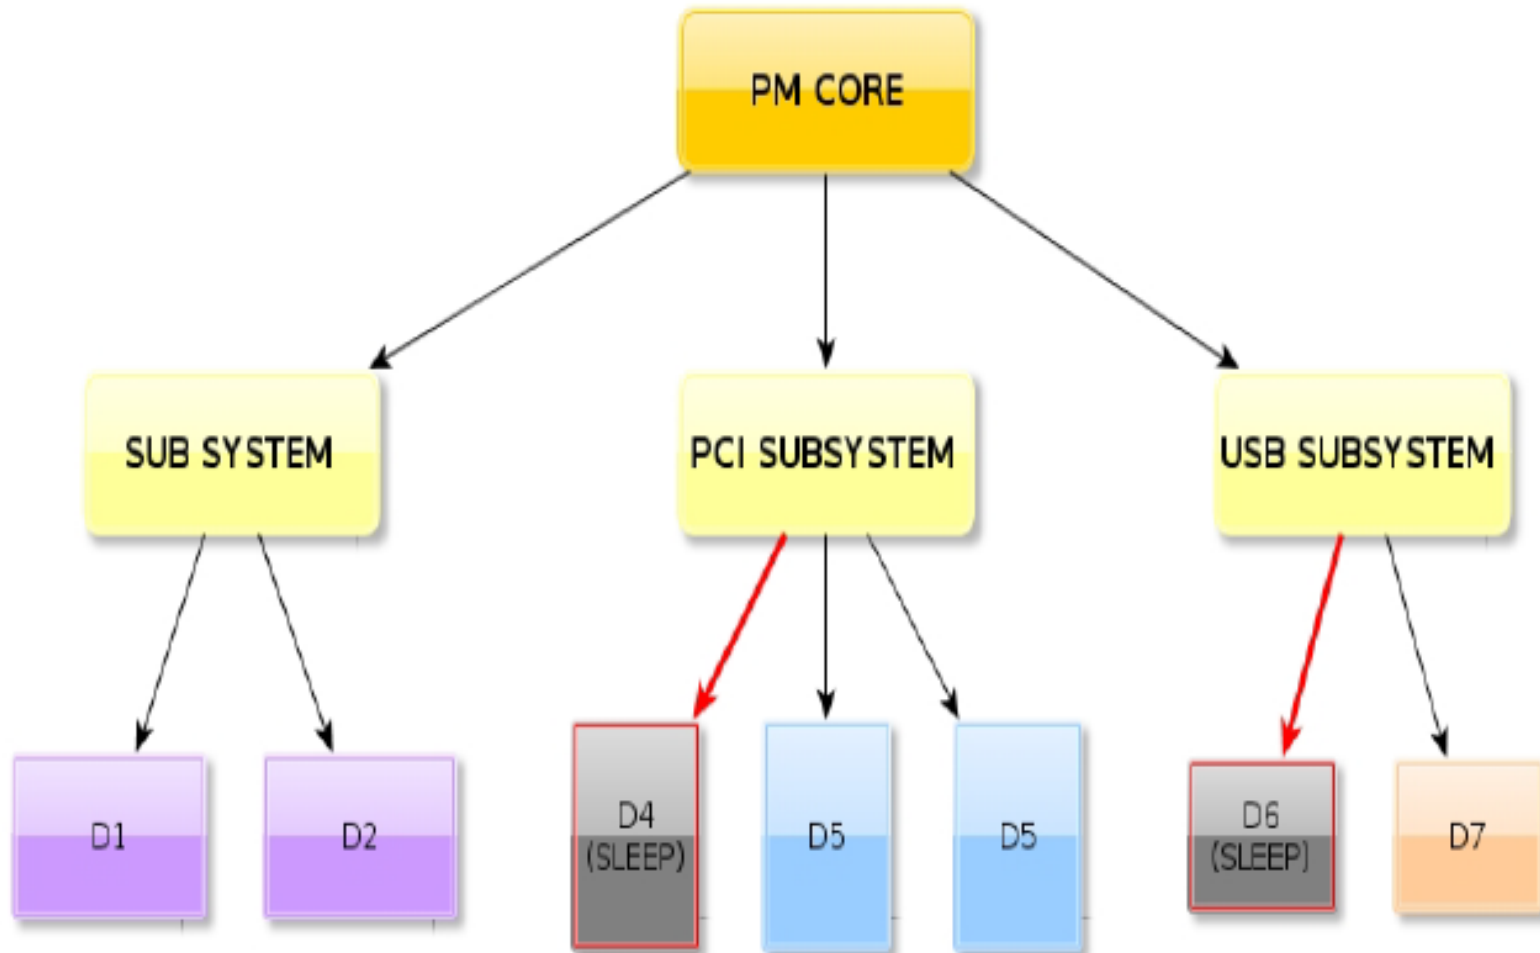 PM CORE
SUB SYSTEM
PCI SUBSYSTEM
USB SUBSYSTEM
D1
D2
D4
(SLEEP)
D5
D5
D6
(SLEEP)
D7